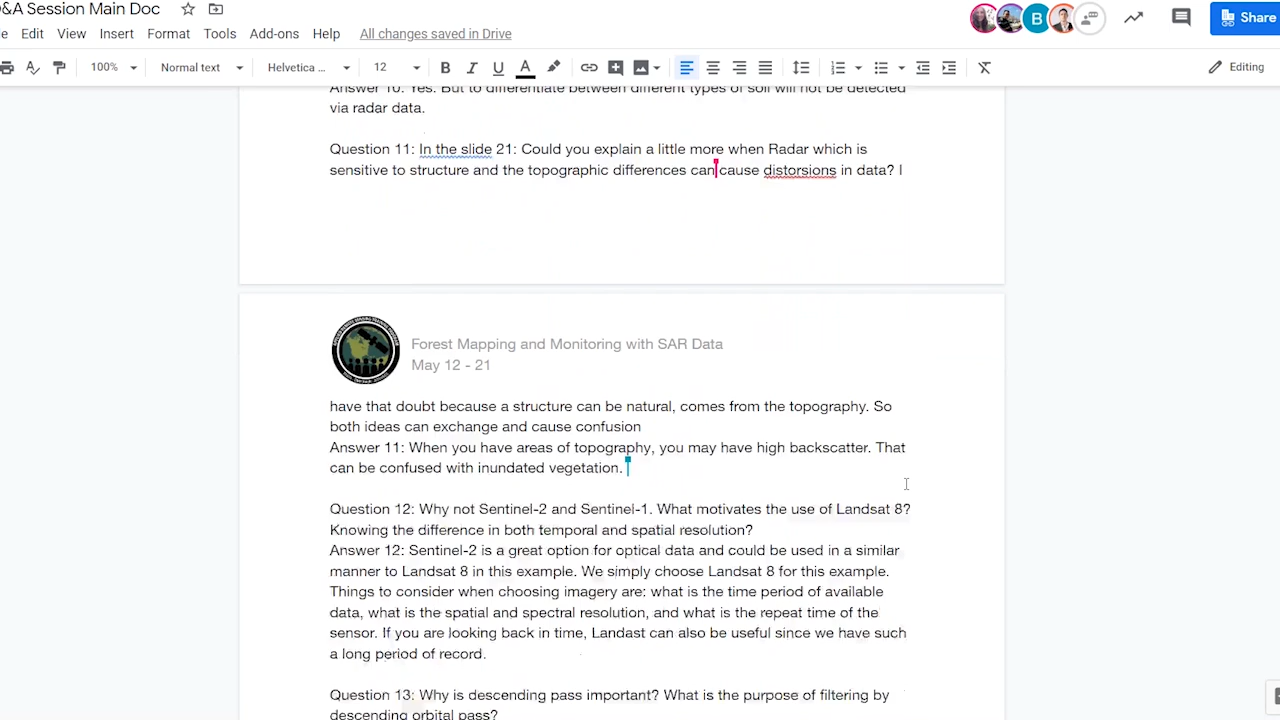 &A Session Main Doc
Edit View Insert Format Tools Add-ons Help All changes saved in Drive
Share
100% Normal text Helvetica ... 12 B I U A Editing
Answer 10: Yes. But to differentiate between different types of soil will not be detected
via radar data.
Question 11: In the slide 21: Could you explain a little more when Radar which is
sensitive to structure and the topographic differences can cause distorsions in data? I
Forest Mapping and Monitoring with SAR Data
May 12 - 21
have that doubt because a structure can be natural, comes from the topography. So
both ideas can exchange and cause confusion
Answer 11: When you have areas of topography, you may have high backscatter. That
can be confused with inundated vegetation.
Question 12: Why not Sentinel-2 and Sentinel-1. What motivates the use of Landsat 8?
Knowing the difference in both temporal and spatial resolution?
Answer 12: Sentinel-2 is a great option for optical data and could be used in a similar
manner to Landsat 8 in this example. We simply choose Landsat 8 for this example.
Things to consider when choosing imagery are: what is the time period of available
data, what is the spatial and spectral resolution, and what is the repeat time of the
sensor. If you are looking back in time, Landast can also be useful since we have such
a long period of record.
Question 13: Why is descending pass important? What is the purpose of filtering by
descending orbital pass?